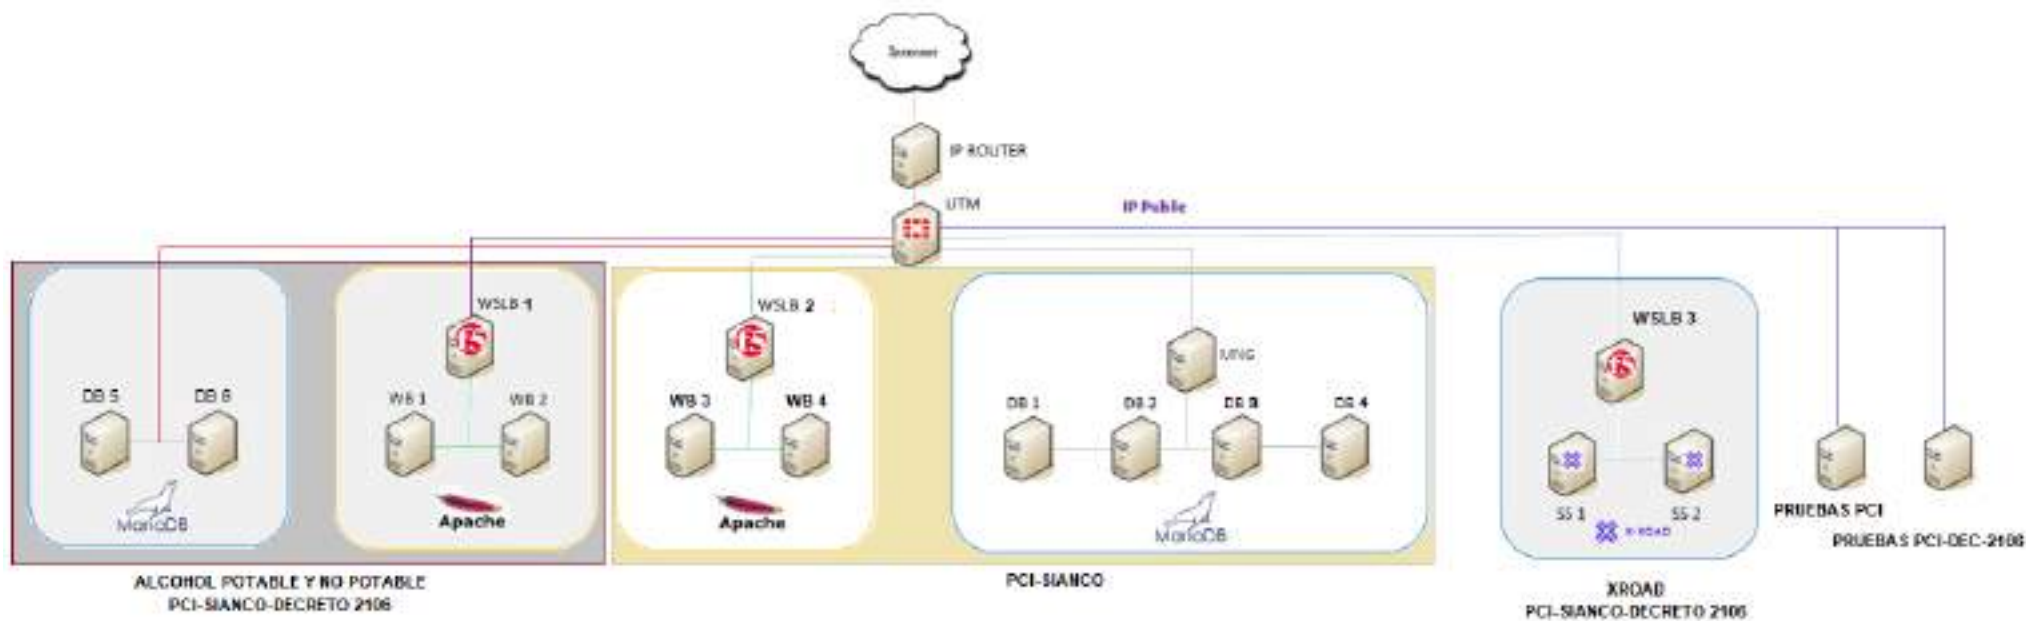 Internet
IP ROUTER
UTM
IP Public
WSLB 1
WSLB 2
WSLB 3
MNG
DB 5
DB 6
WB 1
WB 2
WB 3
WB 4
DB 1
DB 2
DB 3
DB 4
MariaDB
Apache
Apache
MariaDB
SS 1
SS 2
X-ROAD
PRUEBAS PCI
PRUEBAS PCI-DEC-2106
ALCOHOL POTABLE Y NO POTABLE
PCI-SIANCO-DECRETO 2106
PCI-SIANCO
XROAD
PCI-SIANCO-DECRETO 2106